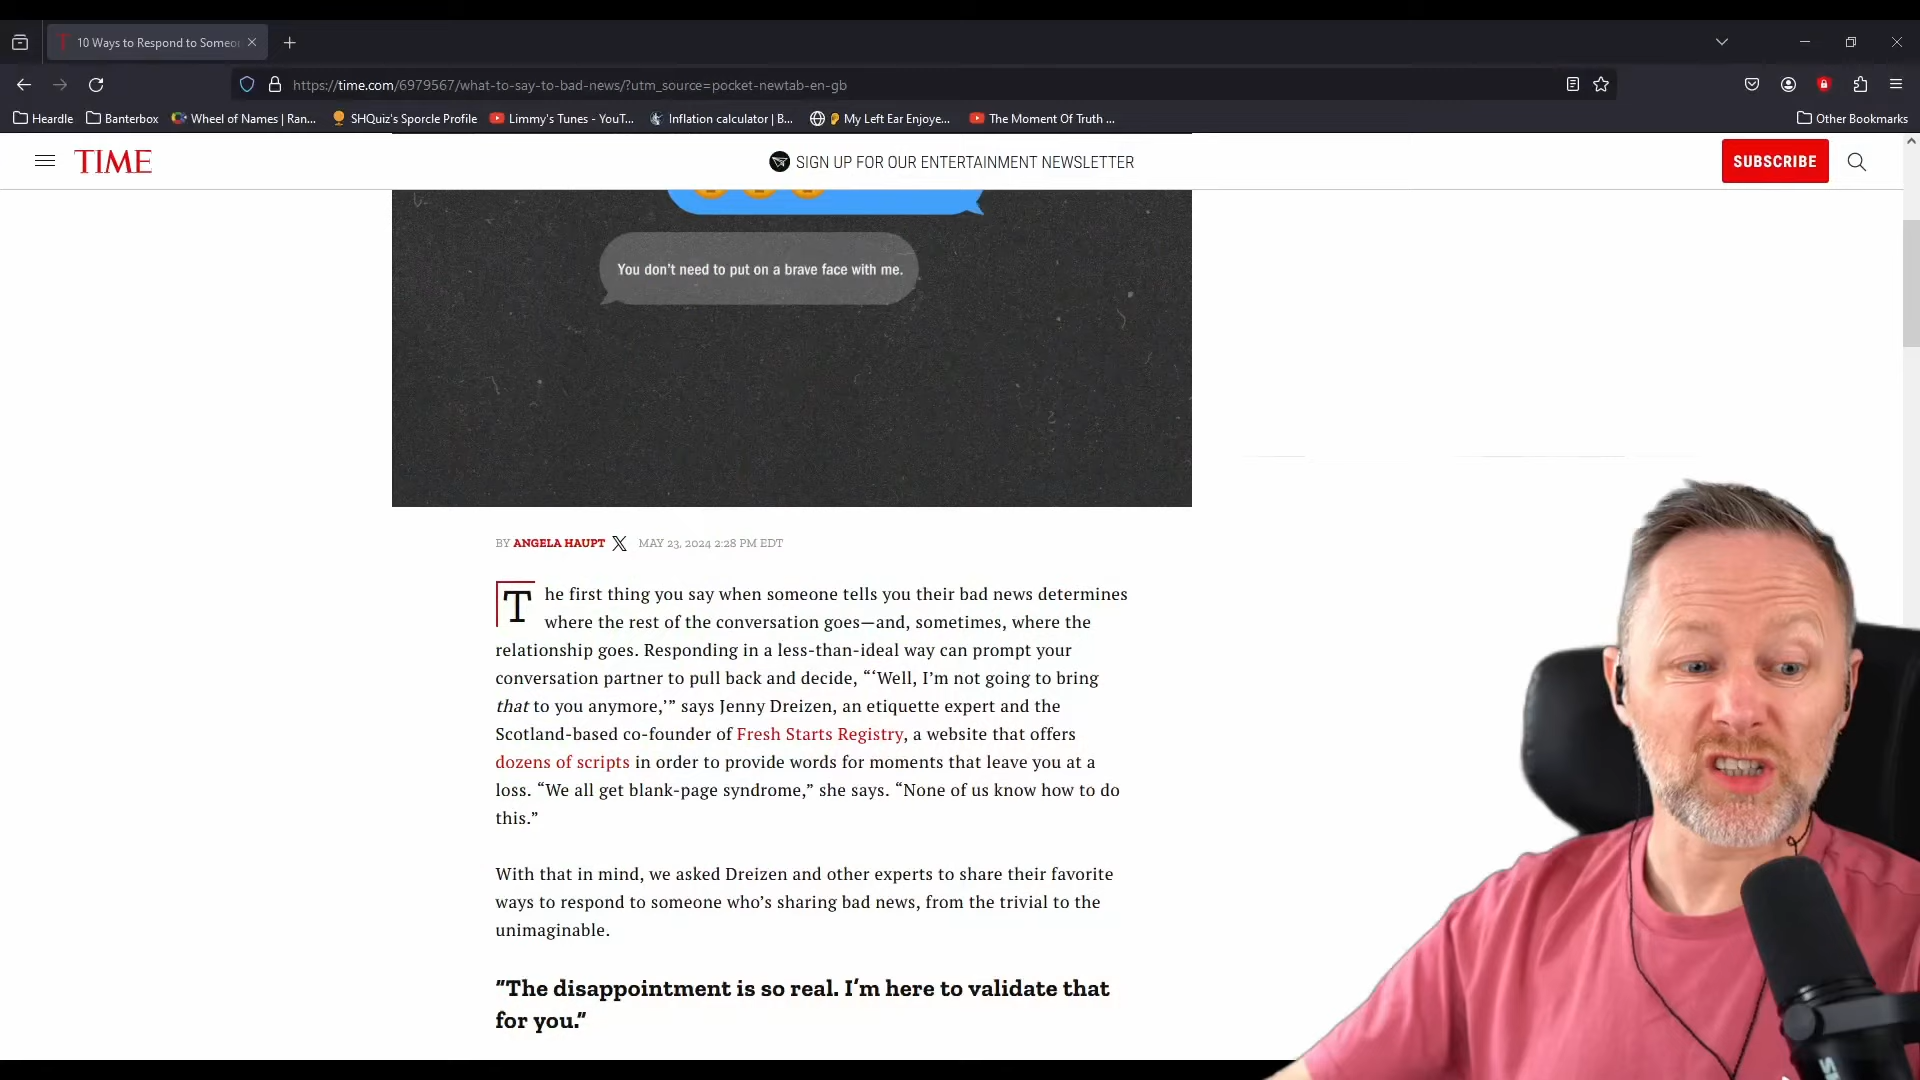 10 Ways to Respond to Someo
https://time.com/6979567/what-to-say-to-bad-news/?utm_source=pocket-newtab-en-gb
Heardle
Banterbox
Wheel of Names | Ran...
SHQuiz's Sporcle Profile
Limmy's Tunes - YouT...
Inflation calculator | B...
My Left Ear Enjoye...
The Moment Of Truth ...
Other Bookmarks
TIME
SIGN UP FOR OUR ENTERTAINMENT NEWSLETTER
SUBSCRIBE
You don't need to put on a brave face with me.
BY ANGELA HAUPT MAY 23, 2024 2:28 PM EDT
The first thing you say when someone tells you their bad news determines
where the rest of the conversation goes—and, sometimes, where the
relationship goes. Responding in a less-than-ideal way can prompt your
conversation partner to pull back and decide, “‘Well, I’m not going to bring
that to you anymore,’” says Jenny Dreizen, an etiquette expert and the
Scotland-based co-founder of Fresh Starts Registry, a website that offers
dozens of scripts in order to provide words for moments that leave you at a
loss. “We all get blank-page syndrome,” she says. “None of us know how to do
this.”
With that in mind, we asked Dreizen and other experts to share their favorite
ways to respond to someone who’s sharing bad news, from the trivial to the
unimaginable.
“The disappointment is so real. I’m here to validate that
for you.”